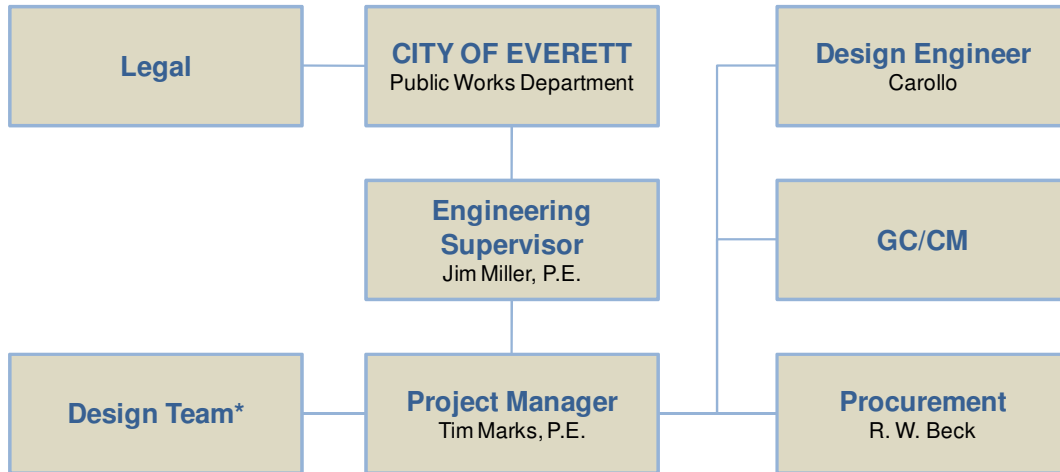 Legal
CITY OF EVERETT
Public Works Department
Design Engineer
Carollo
Engineering
Supervisor
Jim Miller, P.E.
GC/CM
Design Team*
Project Manager
Tim Marks, P.E.
Procurement
R. W. Beck